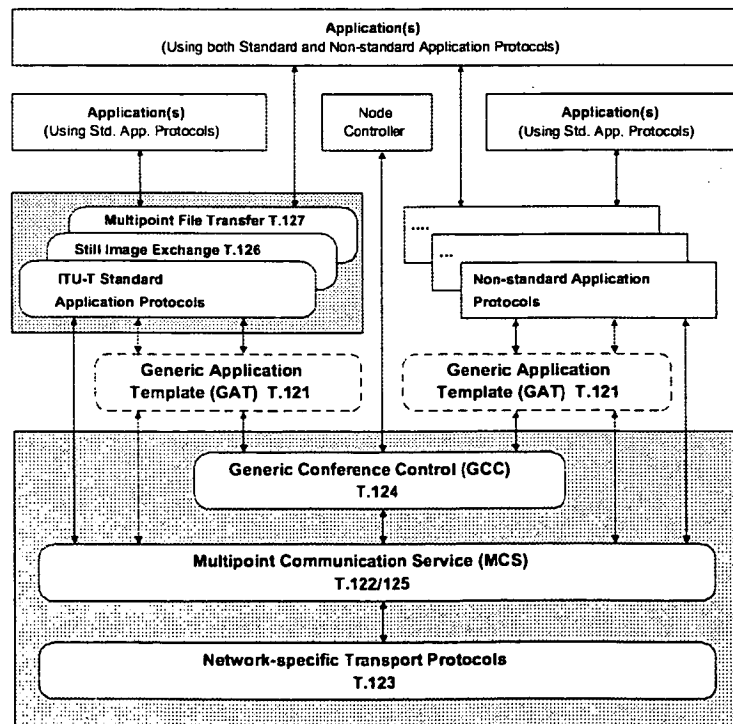 Application(s)
(Using both Standard and Non-standard Application Protocols)
Application(s)
(Using Std. App. Protocols)
Node
Controller
Application(s)
(Using Std. App. Protocols)
Multipoint File Transfer T.127
Still Image Exchange T.126
ITU-T Standard
Application Protocols
....
...
Non-standard Application
Protocols
Generic Application
Template (GAT) T.121
Generic Application
Template (GAT) T.121
Generic Conference Control (GCC)
T.124
Multipoint Communication Service (MCS)
T.122/125
Network-specific Transport Protocols
T.123